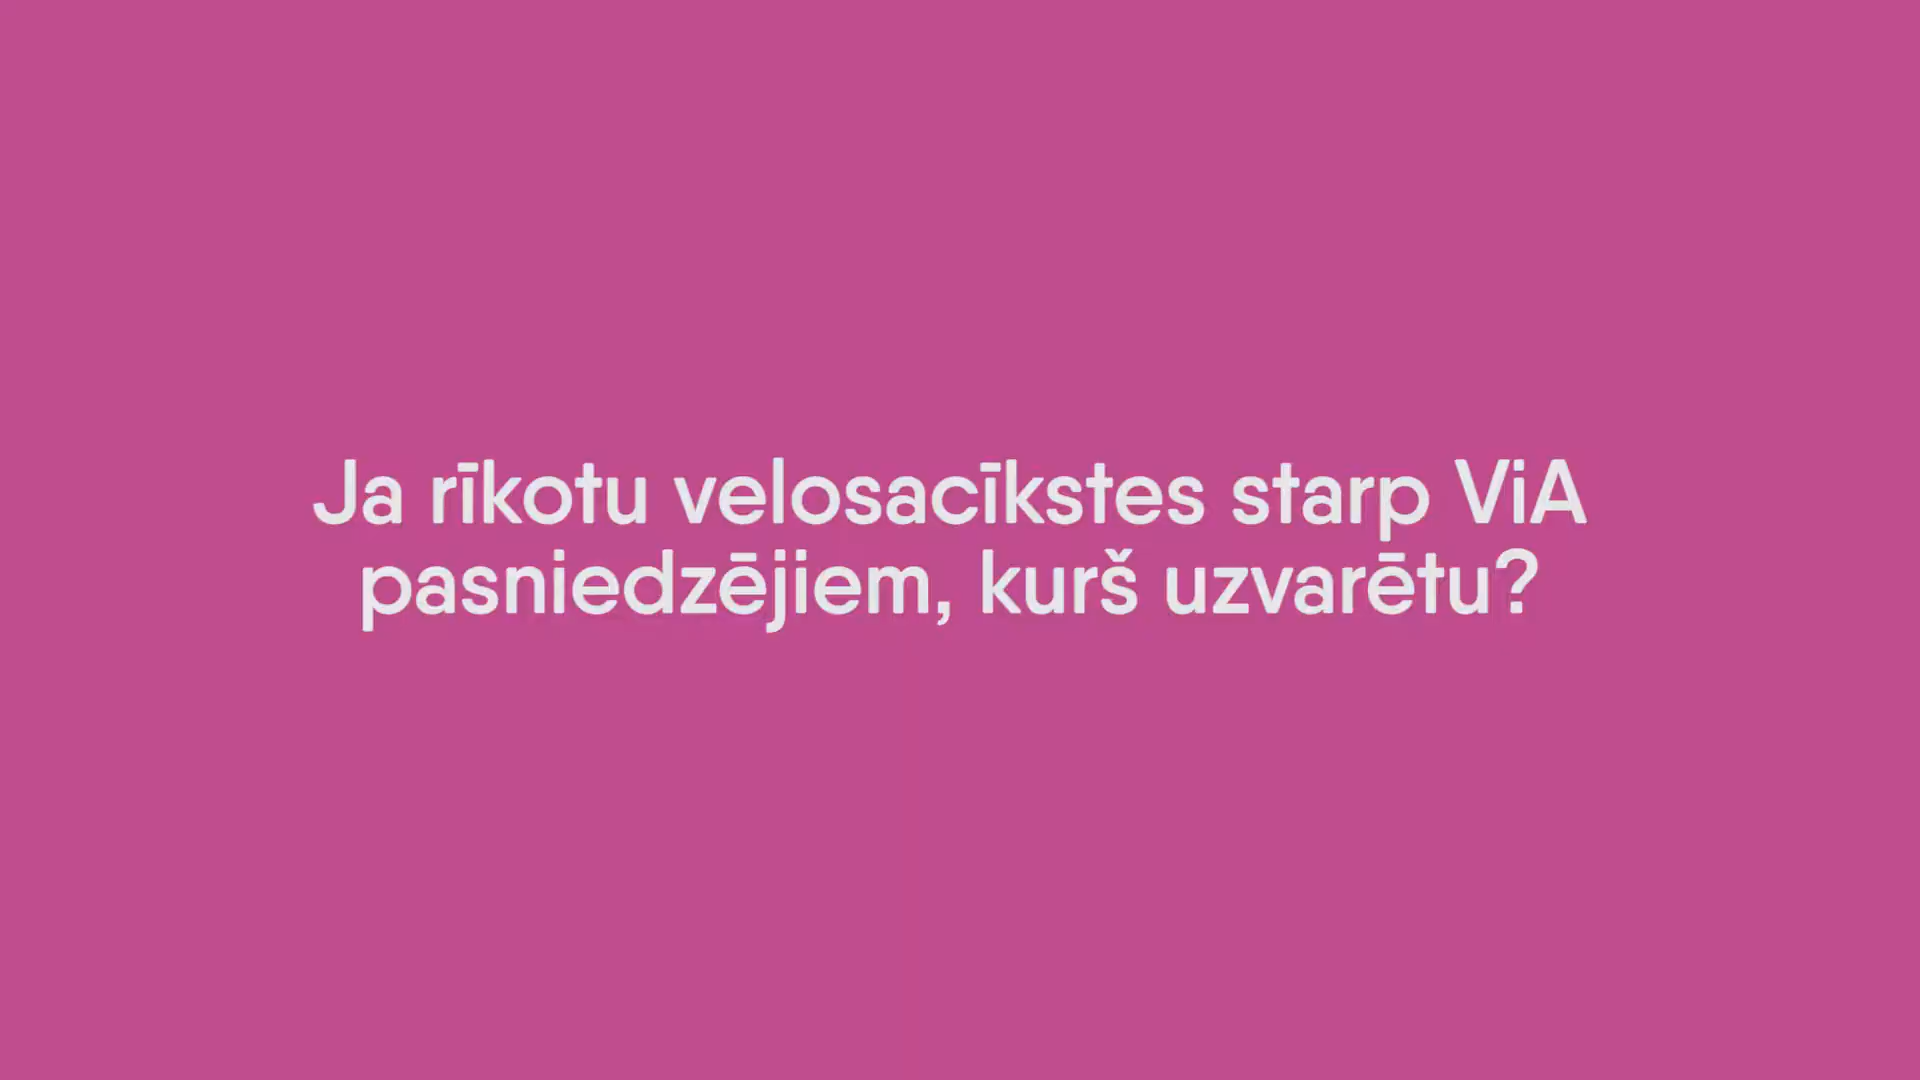 Ja rīkotu velosacīkstes starp ViA
pasniedzējiem, kurš uzvarētu?